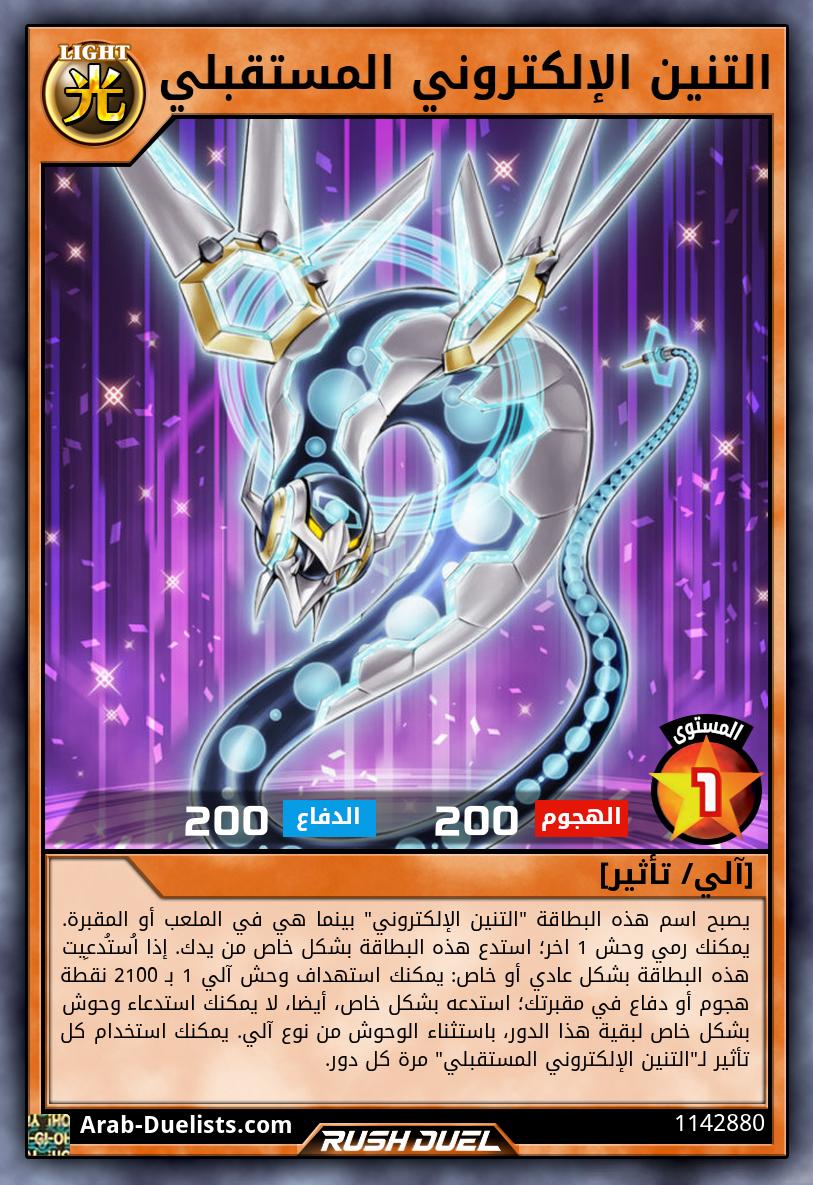 LIGHT
光
التنين الإلكتروني المستقبلي
المستوى
1
الهجوم 200 الدفاع 200
[آلي/ تأثير]
يصبح اسم هذه البطاقة "التنين الإلكتروني" بينما هي في الملعب أو المقبرة.
يمكنك رمي وحش 1 اخر؛ استدع هذه البطاقة بشكل خاص من يدك. إذا اُستُدعيت
هذه البطاقة بشكل عادي أو خاص: يمكنك استهداف وحش آلي 1 بـ 2100 نقطة
هجوم أو دفاع في مقبرتك؛ استدعه بشكل خاص، أيضا، لا يمكنك استدعاء وحوش
بشكل خاص لبقية هذا الدور، باستثناء الوحوش من نوع آلي. يمكنك استخدام كل
تأثير لـ"التنين الإلكتروني المستقبلي" مرة كل دور.
Arab-Duelists.com
RUSH DUEL
1142880